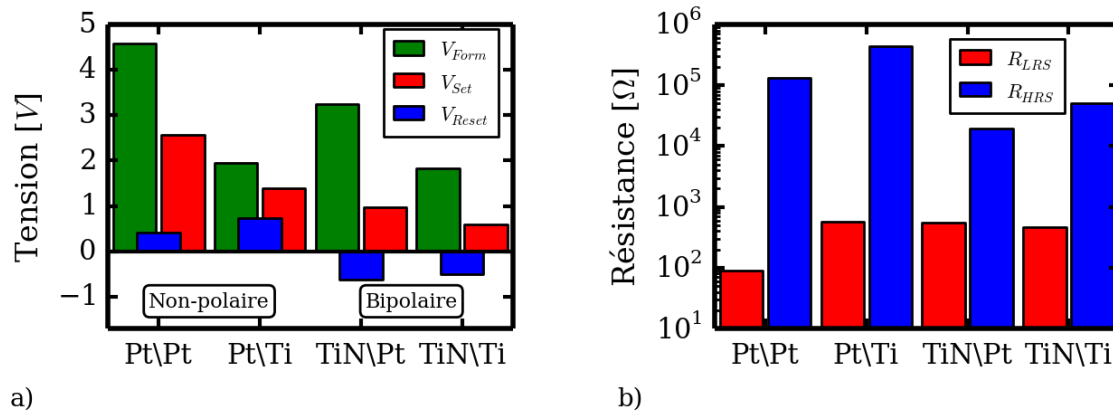 5
4
3
2
1
0
−1
Tension [V]
V_Form
V_Set
V_Reset
Non-polaire
Bipolaire
Pt\Pt Pt\Ti TiN\Pt TiN\Ti
a)
10^6
10^5
10^4
10^3
10^2
10^1
Résistance [Ω]
R_LRS
R_HRS
Pt\Pt Pt\Ti TiN\Pt TiN\Ti
b)